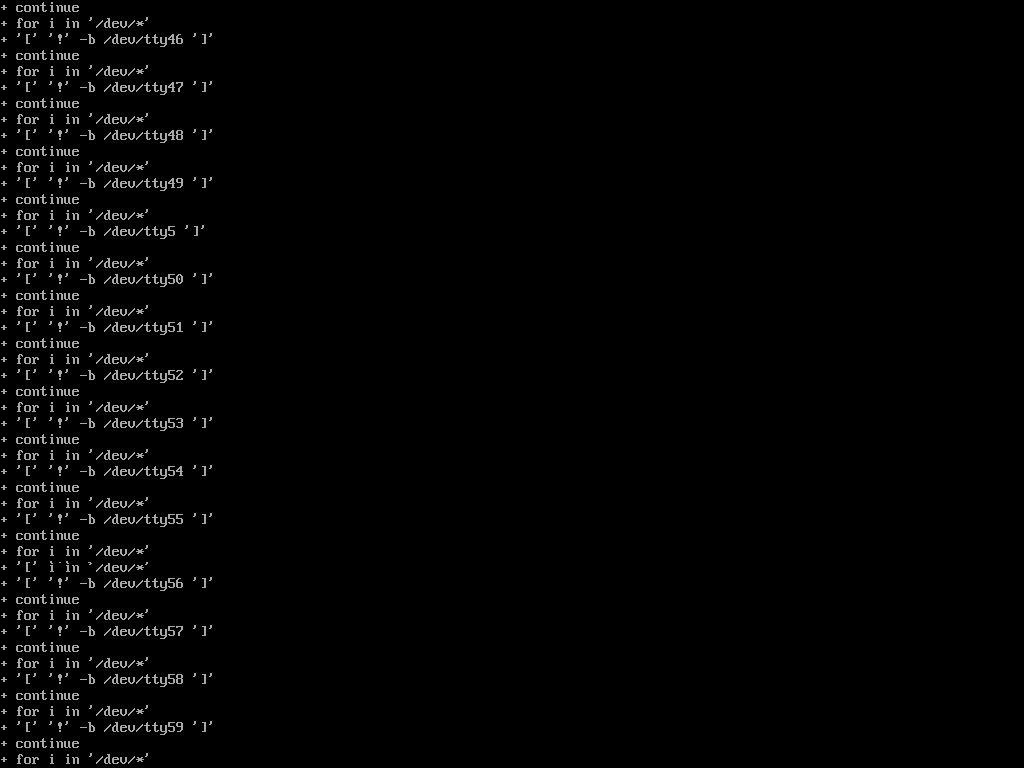 + continue
+ for i in '/dev/*'
+ '[' '!' -b /dev/tty46 ']'
+ continue
+ for i in '/dev/*'
+ '[' '!' -b /dev/tty47 ']'
+ continue
+ for i in '/dev/*'
+ '[' '!' -b /dev/tty48 ']'
+ continue
+ for i in '/dev/*'
+ '[' '!' -b /dev/tty49 ']'
+ continue
+ for i in '/dev/*'
+ '[' '!' -b /dev/tty5 ']'
+ continue
+ for i in '/dev/*'
+ '[' '!' -b /dev/tty50 ']'
+ continue
+ for i in '/dev/*'
+ '[' '!' -b /dev/tty51 ']'
+ continue
+ for i in '/dev/*'
+ '[' '!' -b /dev/tty52 ']'
+ continue
+ for i in '/dev/*'
+ '[' '!' -b /dev/tty53 ']'
+ continue
+ for i in '/dev/*'
+ '[' '!' -b /dev/tty54 ']'
+ continue
+ for i in '/dev/*'
+ '[' '!' -b /dev/tty55 ']'
+ continue
+ for i in '/dev/*'
+ '[' in '/dev/*'
+ '[' '!' -b /dev/tty56 ']'
+ continue
+ for i in '/dev/*'
+ '[' '!' -b /dev/tty57 ']'
+ continue
+ for i in '/dev/*'
+ '[' '!' -b /dev/tty58 ']'
+ continue
+ for i in '/dev/*'
+ '[' '!' -b /dev/tty59 ']'
+ continue
+ for i in '/dev/*'